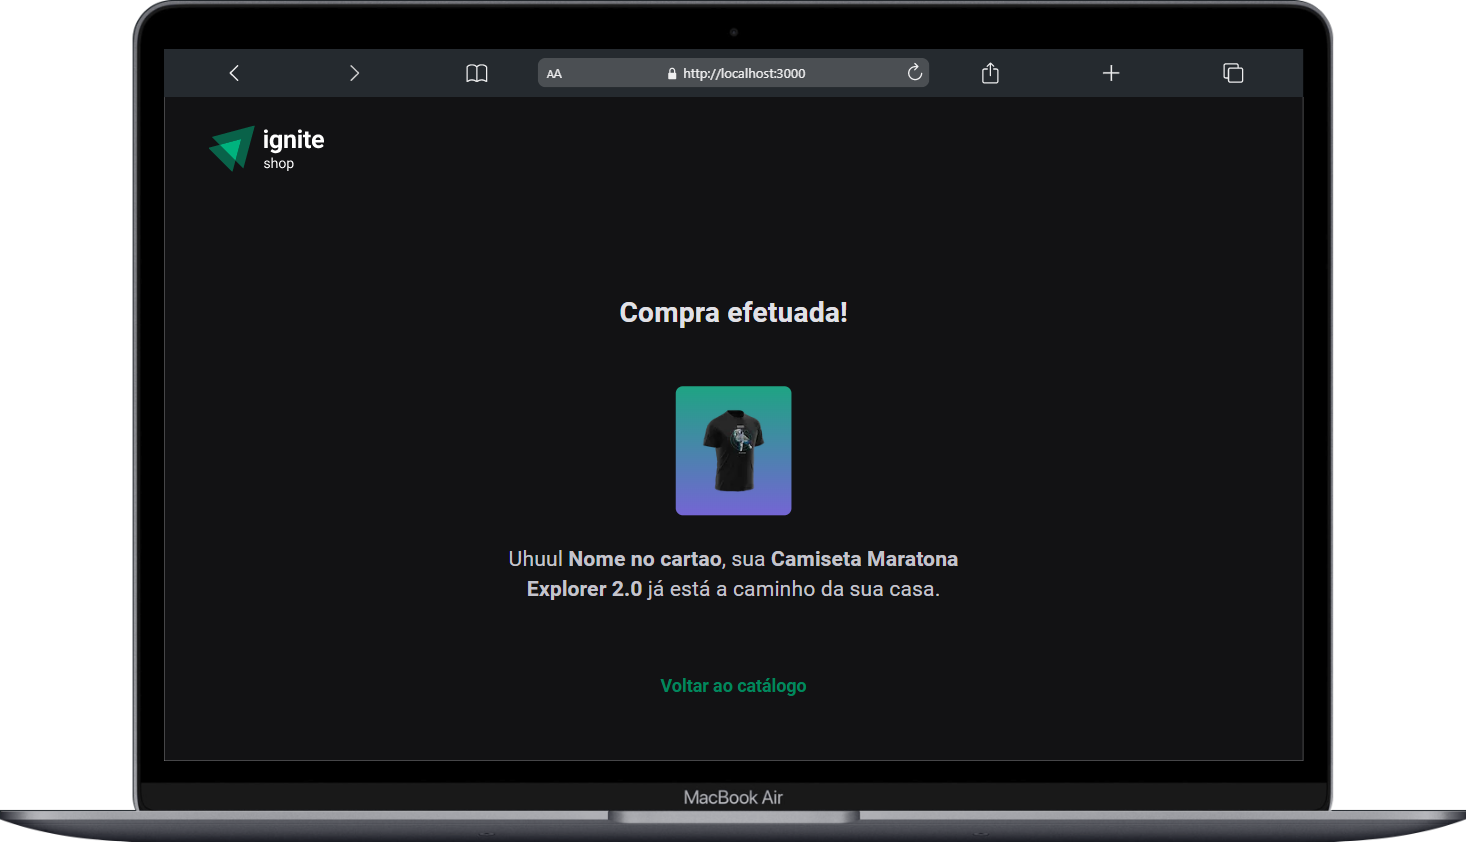 AA
http://localhost:3000
ignite
shop
Compra efetuada!
Uhuul Nome no cartao, sua Camiseta Maratona
Explorer 2.0 já está a caminho da sua casa.
Voltar ao catálogo
MacBook Air